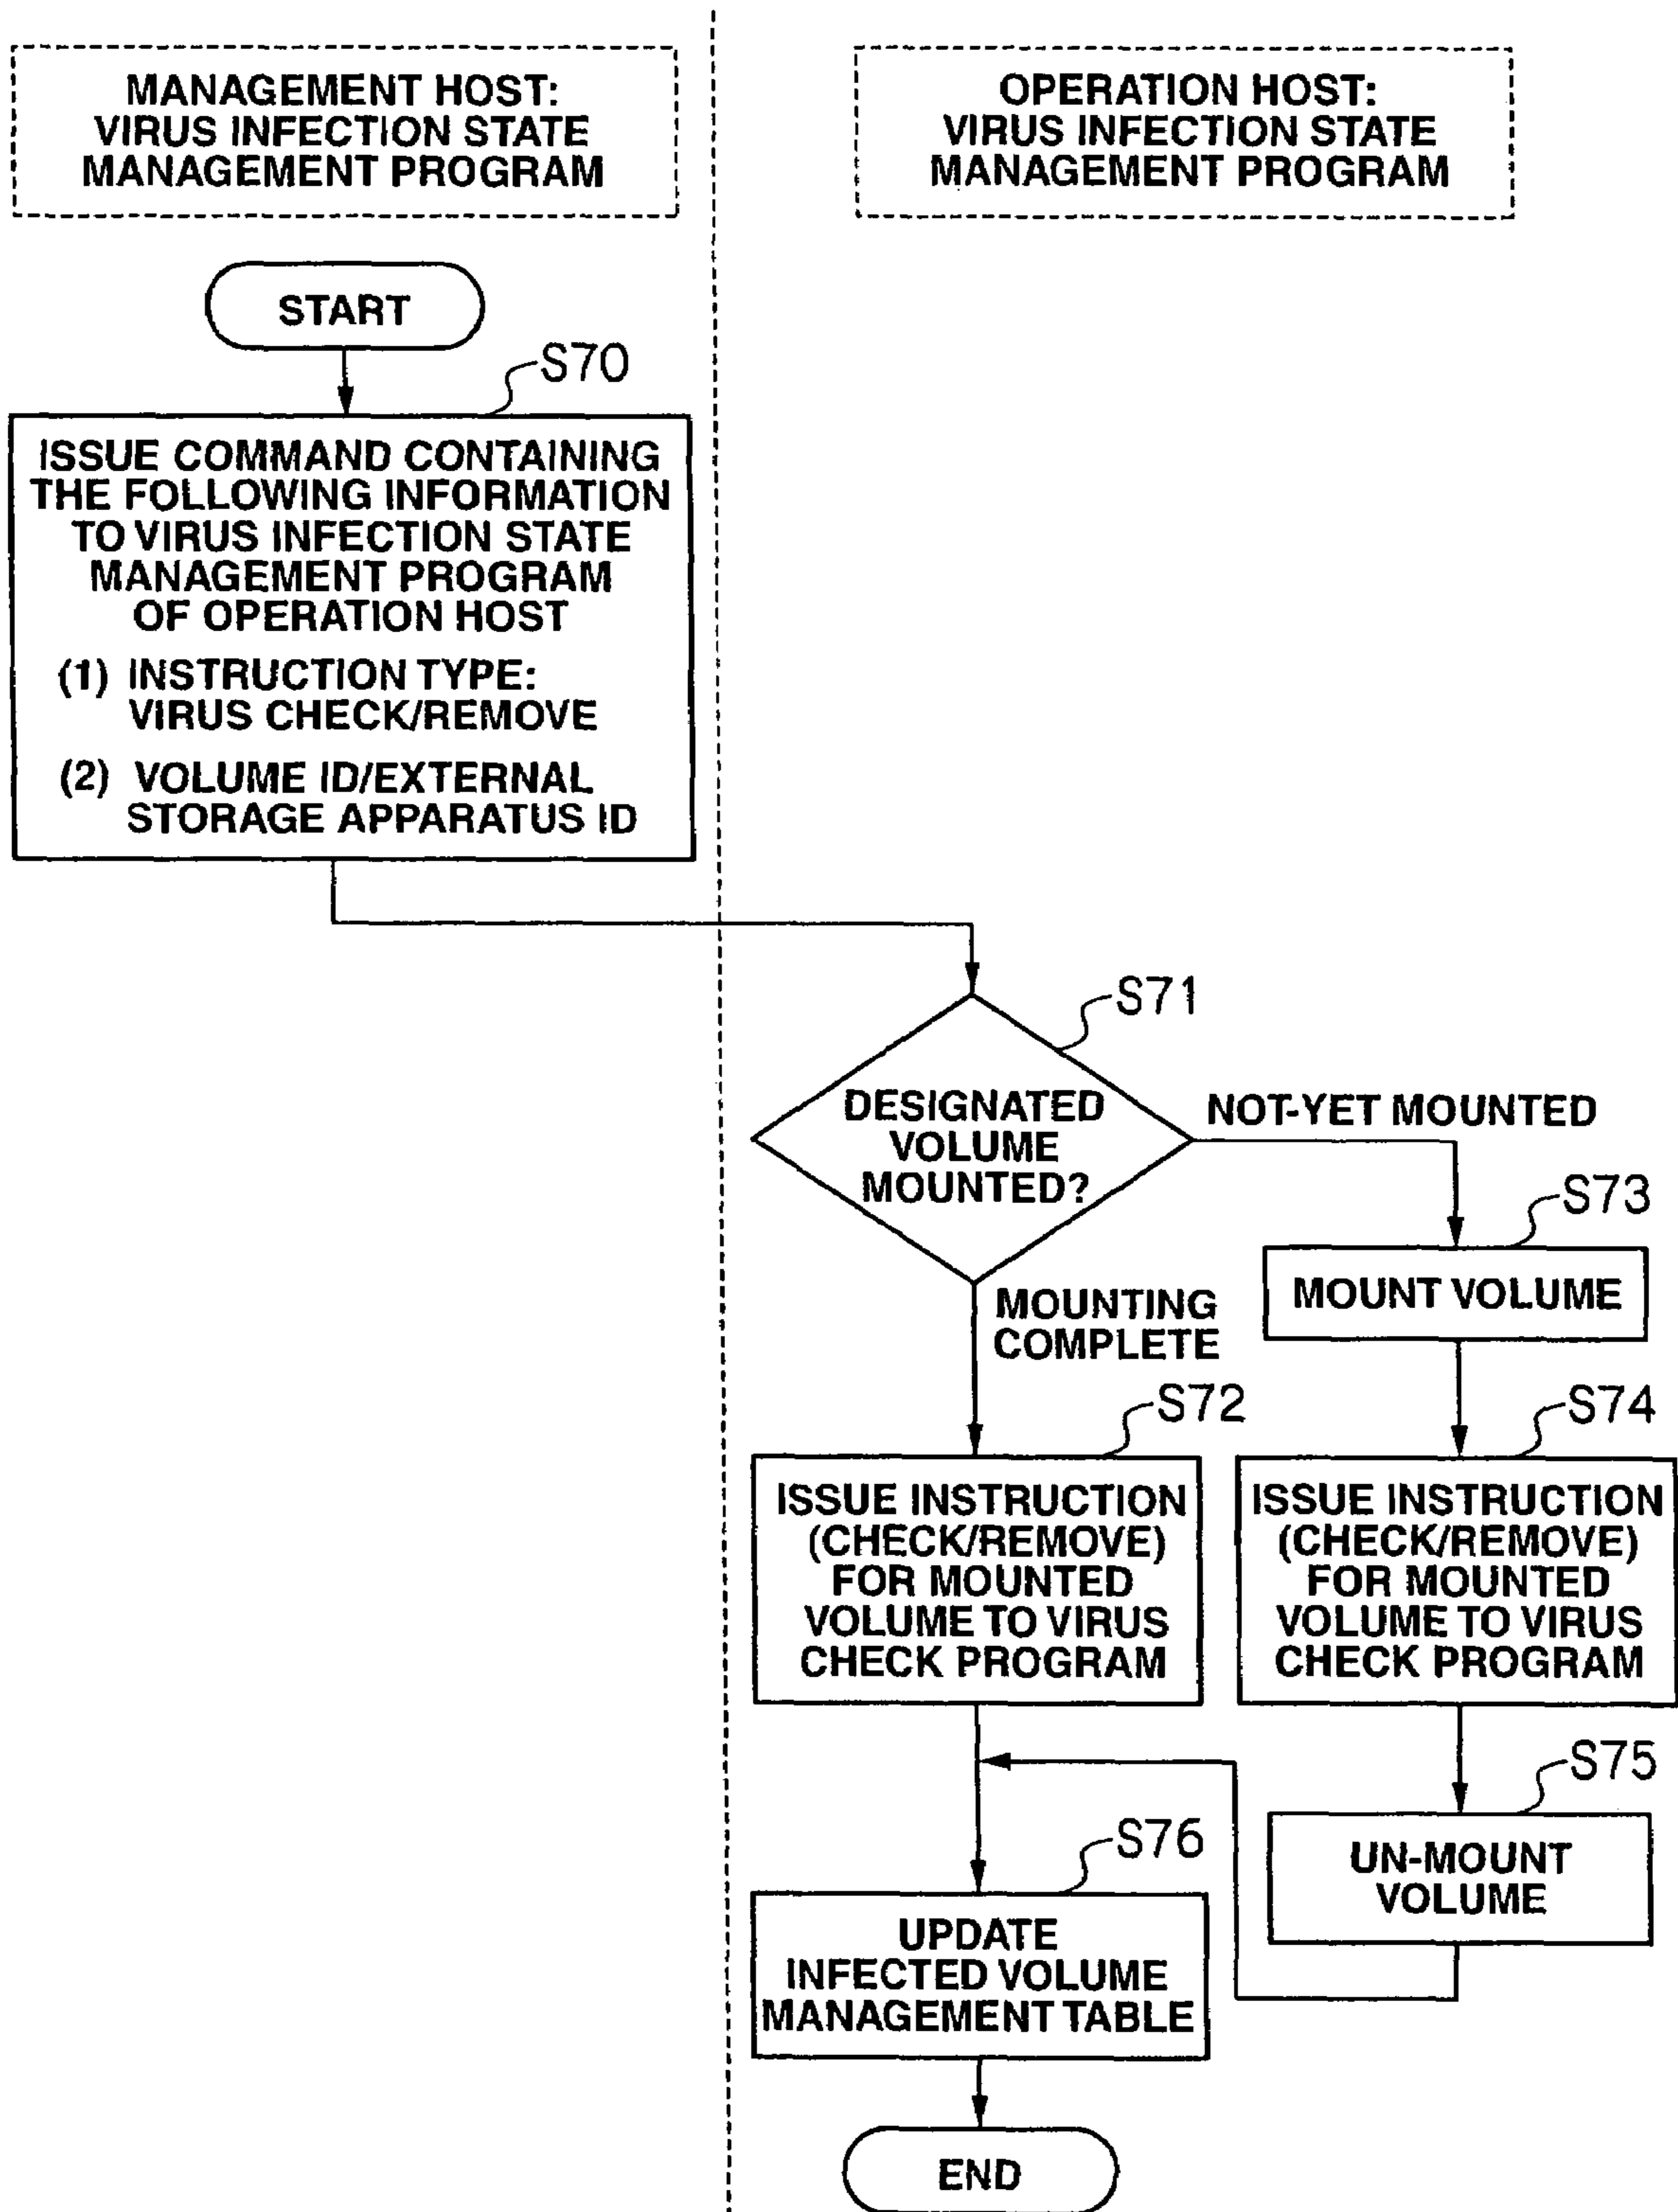 MANAGEMENT HOST:
VIRUS INFECTION STATE
MANAGEMENT PROGRAM
OPERATION HOST:
VIRUS INFECTION STATE
MANAGEMENT PROGRAM
START
S70
ISSUE COMMAND CONTAINING
THE FOLLOWING INFORMATION
TO VIRUS INFECTION STATE
MANAGEMENT PROGRAM
OF OPERATION HOST
(1) INSTRUCTION TYPE:
VIRUS CHECK/REMOVE
(2) VOLUME ID/EXTERNAL
STORAGE APPARATUS ID
S71
DESIGNATED
VOLUME
MOUNTED?
NOT-YET MOUNTED
S73
MOUNT VOLUME
MOUNTING
COMPLETE
S72
ISSUE INSTRUCTION
(CHECK/REMOVE)
FOR MOUNTED
VOLUME TO VIRUS
CHECK PROGRAM
S74
ISSUE INSTRUCTION
(CHECK/REMOVE)
FOR MOUNTED
VOLUME TO VIRUS
CHECK PROGRAM
S75
UN-MOUNT
VOLUME
S76
UPDATE
INFECTED VOLUME
MANAGEMENT TABLE
END